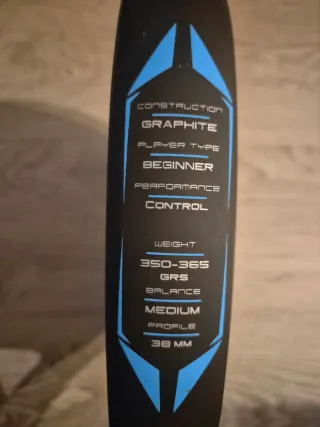 CONSTRUCTION
GRAPHITE
PLAYER TYPE
BEGINNER
PERFORMANCE
CONTROL
WEIGHT
350-365
GRS
BALANCE
MEDIUM
PROFILE
38 MM